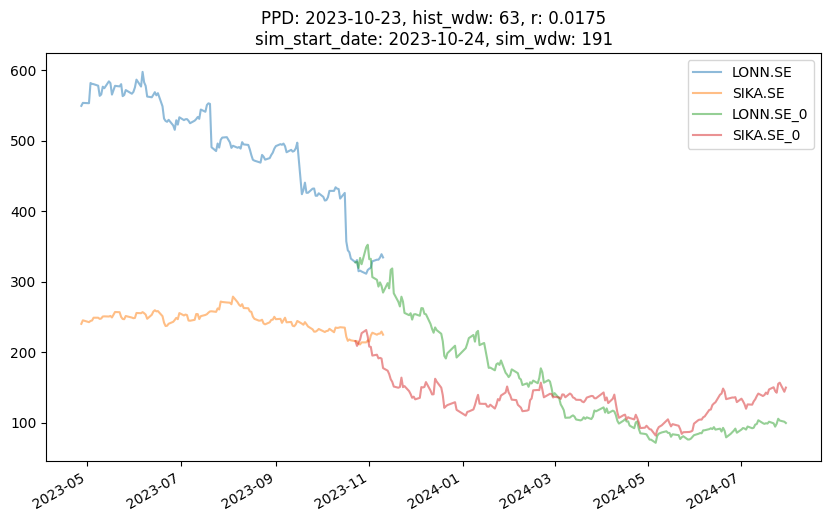 PPD: 2023-10-23, hist_wdw: 63, r: 0.0175
sim_start_date: 2023-10-24, sim_wdw: 191
LONN.SE
SIKA.SE
LONN.SE_0
SIKA.SE_0
600
500
400
300
200
100
2023-05
2023-07
2023-09
2023-11
2024-01
2024-03
2024-05
2024-07